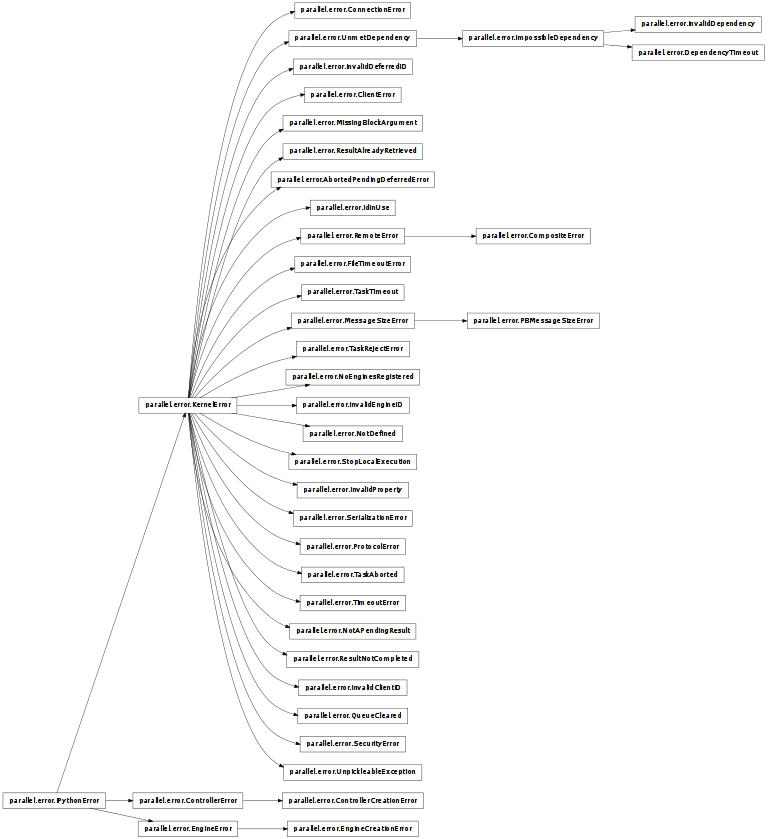 parallel.error.ConnectionError
parallel.error.InvalidDependency
parallel.error.UnmetDependency
parallel.error.ImpossibleDependency
parallel.error.DependencyTimeout
parallel.error.InvalidDeferredID
parallel.error.ClientError
parallel.error.MissingBlockArgument
parallel.error.ResultAlreadyRetrieved
parallel.error.AbortedPendingDeferredError
parallel.error.IdInUse
parallel.error.RemoteError
parallel.error.CompositeError
parallel.error.FileTimeoutError
parallel.error.TaskTimeout
parallel.error.MessageSizeError
parallel.error.PBMessageSizeError
parallel.error.TaskRejectError
parallel.error.NoEnginesRegistered
parallel.error.KernelError
parallel.error.InvalidEngineID
parallel.error.NotDefined
parallel.error.StopLocalExecution
parallel.error.InvalidProperty
parallel.error.SerializationError
parallel.error.ProtocolError
parallel.error.TaskAborted
parallel.error.TimeoutError
parallel.error.NotAPendingResult
parallel.error.ResultNotCompleted
parallel.error.InvalidClientID
parallel.error.QueueCleared
parallel.error.SecurityError
parallel.error.UnpickleableException
parallel.error.IPythonError
parallel.error.ControllerError
parallel.error.ControllerCreationError
parallel.error.EngineError
parallel.error.EngineCreationError